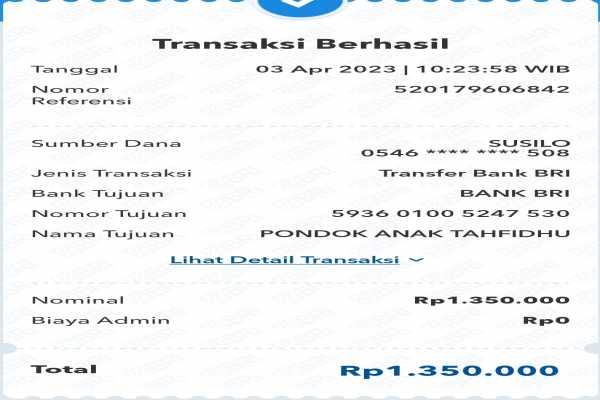 Transaksi Berhasil
Tanggal 03 Apr 2023 | 10:23:58 WIB
Nomor Referensi 520179606842
Sumber Dana SUSILO
0546 **** **** 508
Jenis Transaksi Transfer Bank BRI
Bank Tujuan BANK BRI
Nomor Tujuan 5936 0100 5247 530
Nama Tujuan PONDOK ANAK TAHFIDHU
Lihat Detail Transaksi
Nominal Rp1.350.000
Biaya Admin Rp0
Total Rp1.350.000